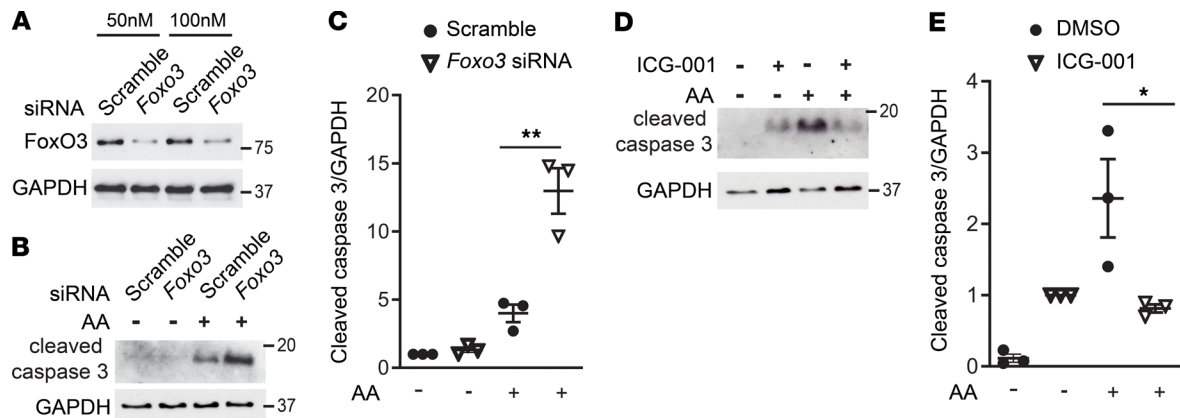 A
50nM 100nM
siRNA Scramble Foxo3 Scramble Foxo3
FoxO3 75
GAPDH 37
B
siRNA Scramble Foxo3 Scramble Foxo3
AA - - + +
cleaved caspase 3 20
GAPDH 37
C
Scramble
Foxo3 siRNA
Cleaved caspase 3/GAPDH
20
15
10
5
0
**
AA - - + +
D
ICG-001 - + - +
AA - - + +
cleaved caspase 3 20
GAPDH 37
E
DMSO
ICG-001
Cleaved caspase 3/GAPDH
4
3
2
1
0
*
AA - - + +